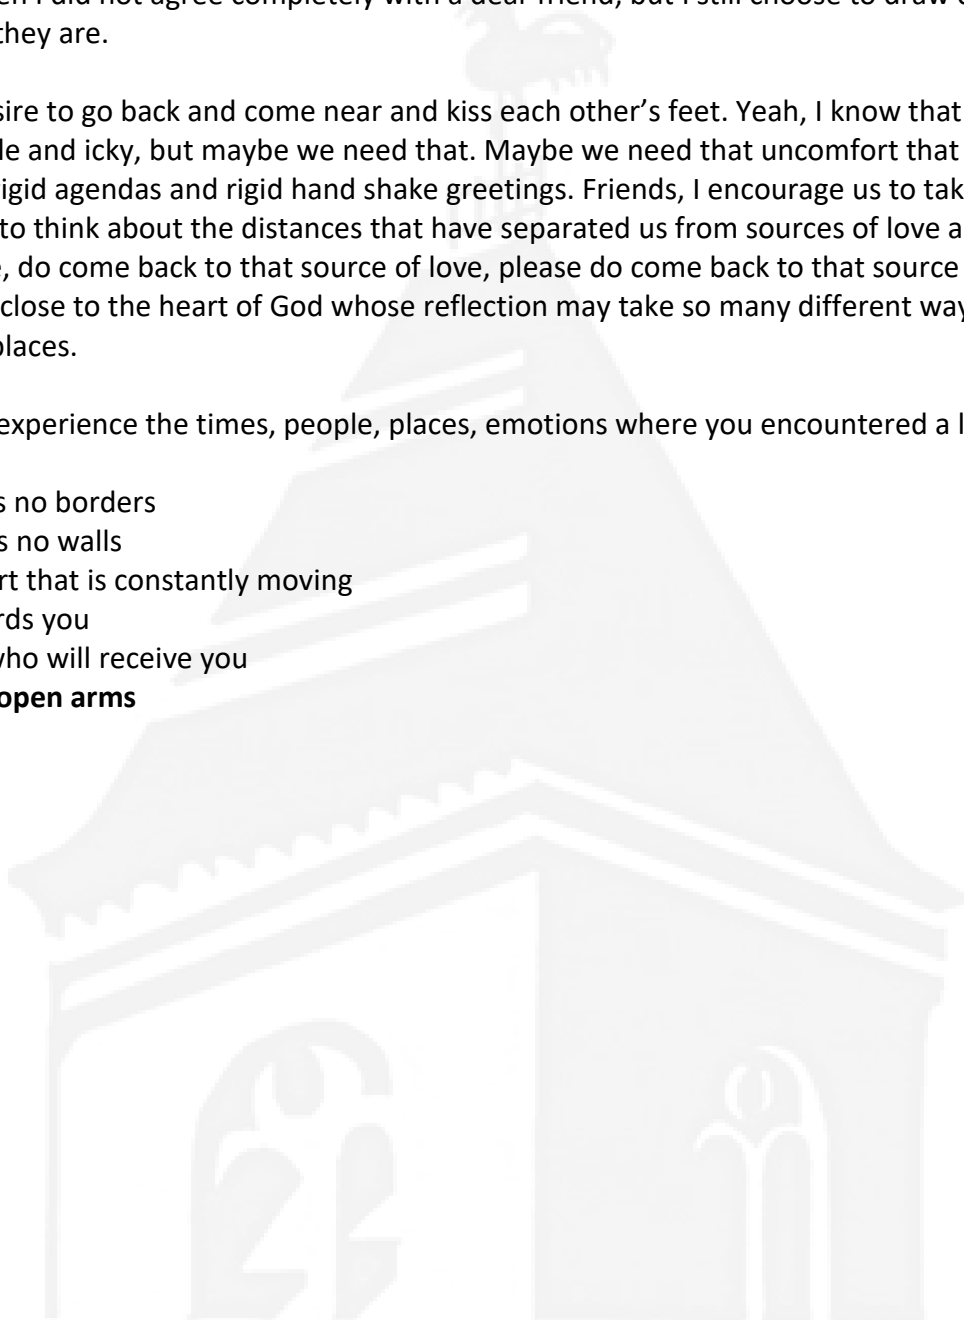 en I did not agree completely with a dear friend, but I still choose to draw
they are.
sire to go back and come near and kiss each other’s feet. Yeah, I know that
le and icky, but maybe we need that. Maybe we need that uncomfort that
rigid agendas and rigid hand shake greetings. Friends, I encourage us to tak
to think about the distances that have separated us from sources of love a
e, do come back to that source of love, please do come back to that source
close to the heart of God whose reflection may take so many different way
places.
experience the times, people, places, emotions where you encountered a l
s no borders
s no walls
rt that is constantly moving
rds you
who will receive you
open arms